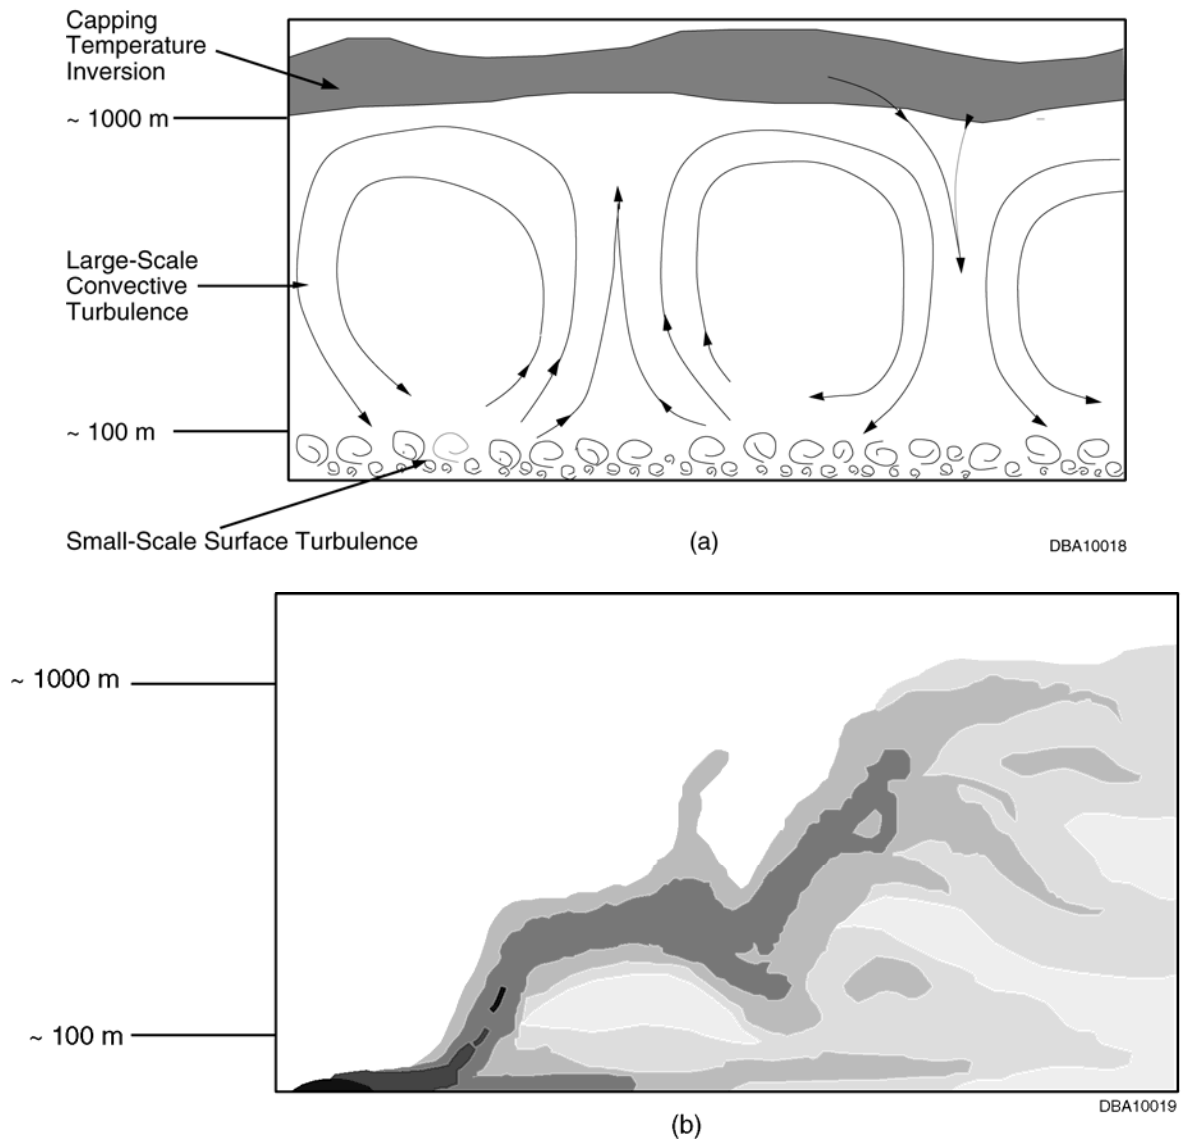 Capping
Temperature
Inversion
~ 1000 m
Large-Scale
Convective
Turbulence
~ 100 m
Small-Scale Surface Turbulence
(a)
DBA10018
~ 1000 m
~ 100 m
DBA10019
(b)